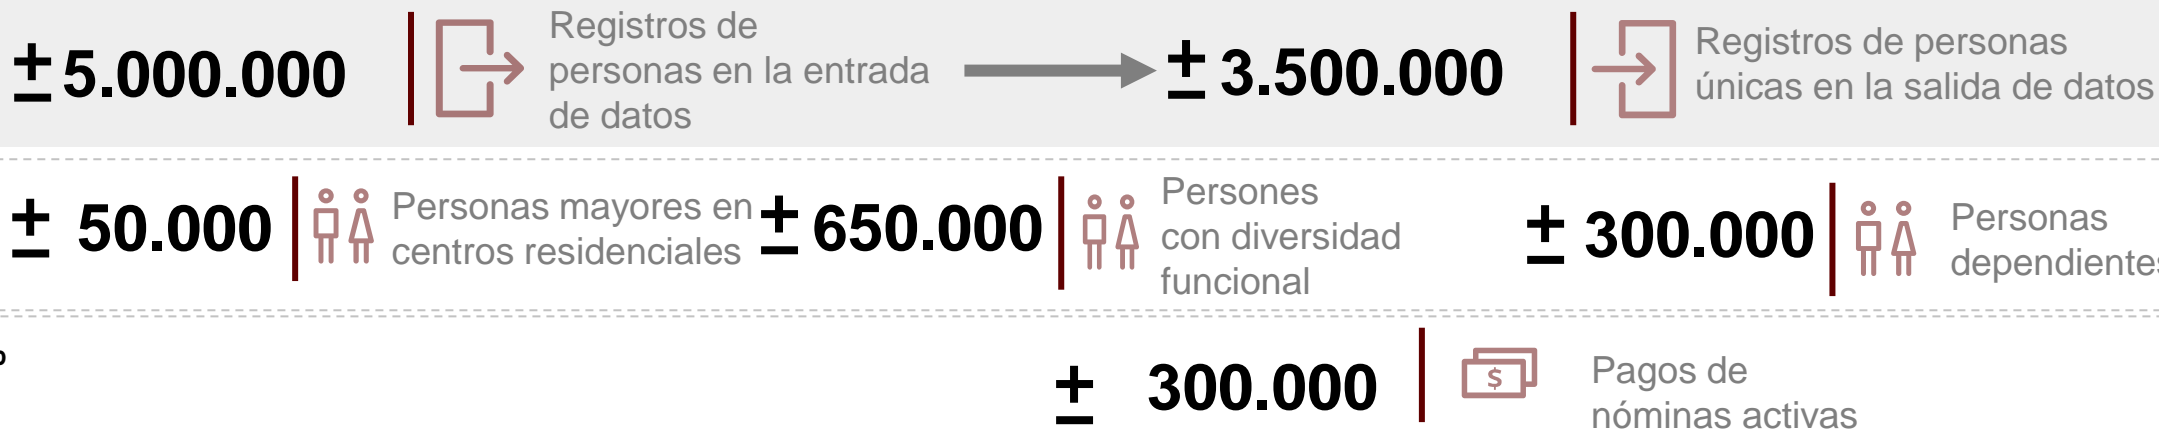 ± 5.000.000
Registros de
personas en la entrada
de datos
± 3.500.000
Registros de personas
únicas en la salida de datos
± 50.000
Personas mayores en
centros residenciales
± 650.000
Persones
con diversidad
funcional
± 300.000
Personas
dependientes
± 300.000
$
Pagos de
nóminas activas